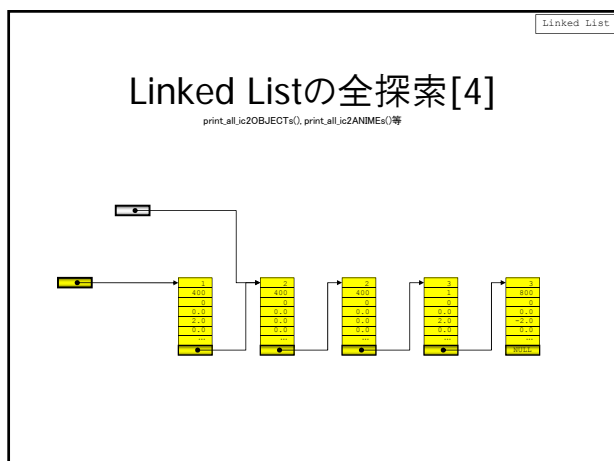 Linked List
Linked Listの全探索[4]
print_all_ic2OBJECTs(), print_all_ic2ANIMEs()等
1 2 2 3 3
400 400 400 1 800
0 0 0 0 0
0.0 0.0 0.0 0.0 0.0
2.0 0.0 0.0 2.0 -2.0
0.0 0.0 0.0 0.0 0.0
… … … … …
NULL